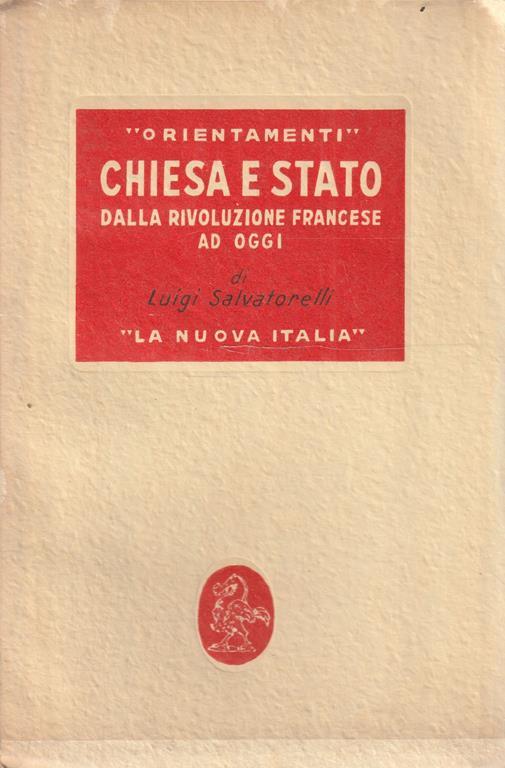 "ORIENTAMENTI"
CHIESA E STATO
DALLA RIVOLUZIONE FRANCESE
AD OGGI
di
Luigi Salvatorelli
"LA NUOVA ITALIA"